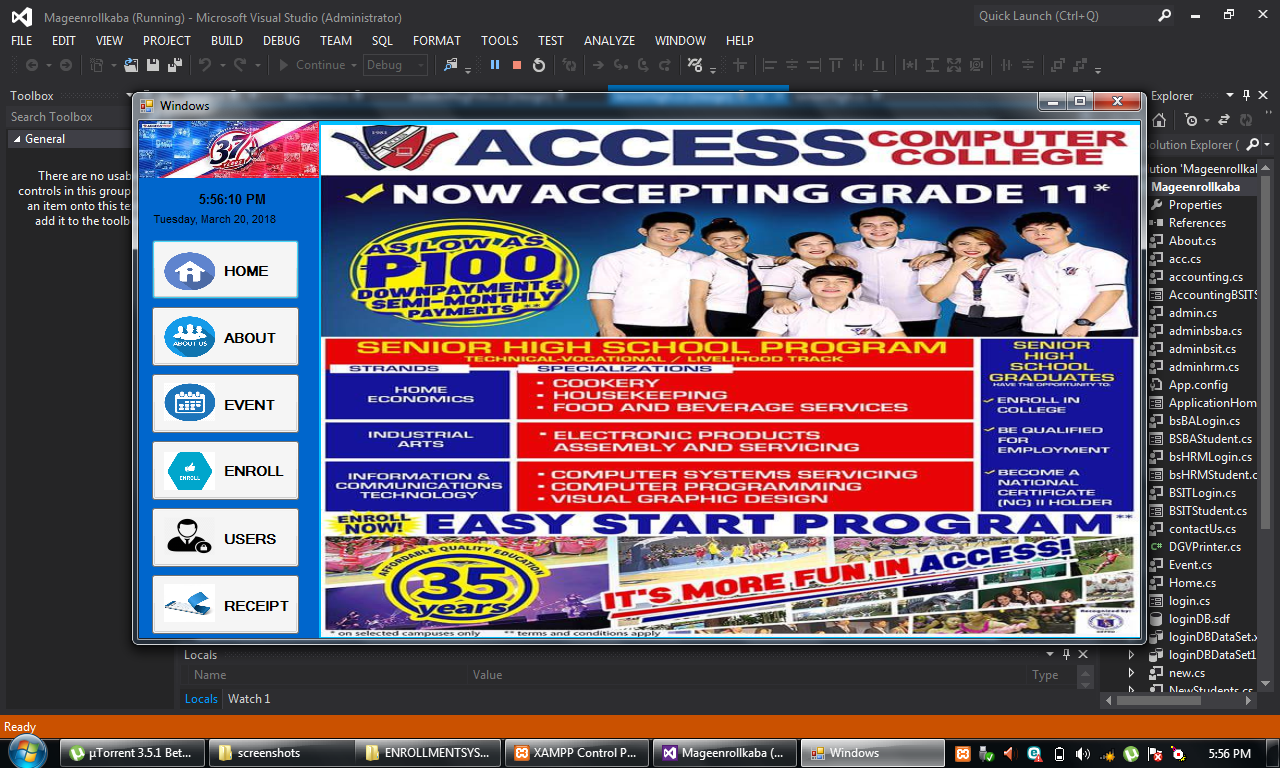 Mageenrollkaba (Running) - Microsoft Visual Studio (Administrator)
Quick Launch (Ctrl+Q)
FILE EDIT VIEW PROJECT BUILD DEBUG TEAM SQL FORMAT TOOLS TEST ANALYZE WINDOW HELP
Continue Debug
Toolbox
Search Toolbox
General
There are no usab
controls in this group
an item onto this te
add it to the toolb
Windows
37
5:56:10 PM
Tuesday, March 20, 2018
HOME
ABOUT US
ABOUT
EVENT
ENROLL
ENROLL
USERS
RECEIPT
ACCESS COMPUTER
COLLEGE
NOW ACCEPTING GRADE 11*
AS LOW AS
P100
DOWNPAYMENT &
SEMI-MONTHLY
PAYMENTS **
SENIOR HIGH SCHOOL PROGRAM
TECHNICAL-VOCATIONAL / LIVELIHOOD TRACK
STRANDS SPECIALIZATIONS
HOME
ECONOMICS
- COOKERY
- HOUSEKEEPING
- FOOD AND BEVERAGE SERVICES
INDUSTRIAL
ARTS
- ELECTRONIC PRODUCTS
ASSEMBLY AND SERVICING
INFORMATION &
COMMUNICATIONS
TECHNOLOGY
- COMPUTER SYSTEMS SERVICING
- COMPUTER PROGRAMMING
- VISUAL GRAPHIC DESIGN
SENIOR
HIGH
SCHOOL
GRADUATES
HAVE THE OPPORTUNITY TO:
ENROLL IN
COLLEGE
BE QUALIFIED
FOR
EMPLOYMENT
BECOME A
NATIONAL
CERTIFICATE
(NC) II HOLDER
ENROLL
NOW!
EASY START PROGRAM**
AFFORDABLE QUALITY EDUCATION
35
years
IT'S MORE FUN IN ACCESS!
Recognized by:
* on selected campuses only ** terms and conditions apply
Explorer
olution Explorer (
ution 'Mageenrollkal
Mageenrollkaba
Properties
References
About.cs
acc.cs
accounting.cs
AccountingBSITS
admin.cs
adminbsba.cs
adminbsit.cs
adminhrm.cs
App.config
ApplicationHom
bsBALogin.cs
BSBAStudent.cs
bsHRMLogin.cs
bsHRMStudent.c
BSITLogin.cs
BSITStudent.cs
contactUs.cs
DGVPrinter.cs
Event.cs
Home.cs
login.cs
loginDB.sdf
loginDBDataSet.x
loginDBDataSet1
new.cs
NewStudents.cs
Locals
Name Value Type
Locals Watch 1
Ready
µTorrent 3.5.1 Bet...
screenshots
ENROLLMENTSYS...
XAMPP Control P...
Mageenrollkaba (...
Windows
5:56 PM